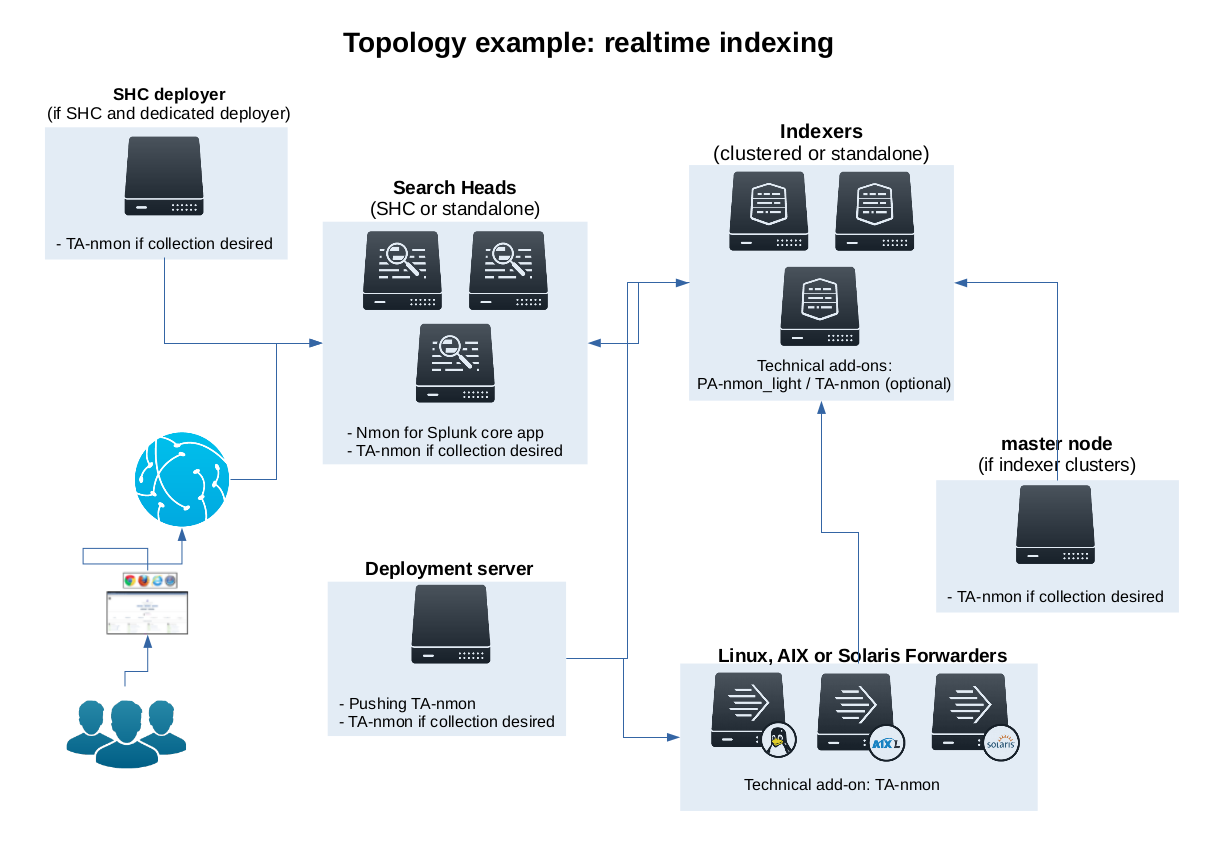 Topology example: realtime indexing
SHC deployer
(if SHC and dedicated deployer)
- TA-nmon if collection desired
Search Heads
(SHC or standalone)
- Nmon for Splunk core app
- TA-nmon if collection desired
Indexers
(clustered or standalone)
Technical add-ons:
PA-nmon_light / TA-nmon (optional)
master node
(if indexer clusters)
- TA-nmon if collection desired
Deployment server
- Pushing TA-nmon
- TA-nmon if collection desired
Linux, AIX or Solaris Forwarders
AIX L
solaris
Technical add-on: TA-nmon